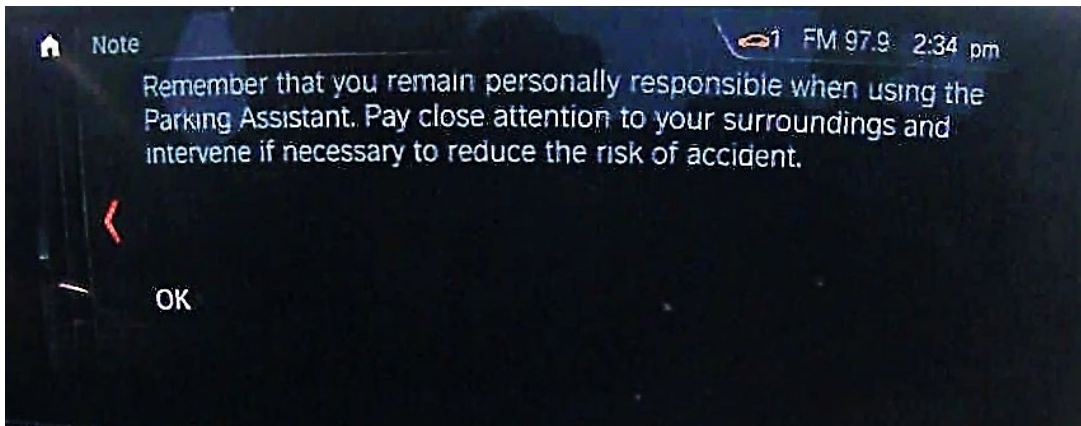 Note
1 FM 97.9 2:34 pm
Remember that you remain personally responsible when using the
Parking Assistant. Pay close attention to your surroundings and
intervene if necessary to reduce the risk of accident.
OK